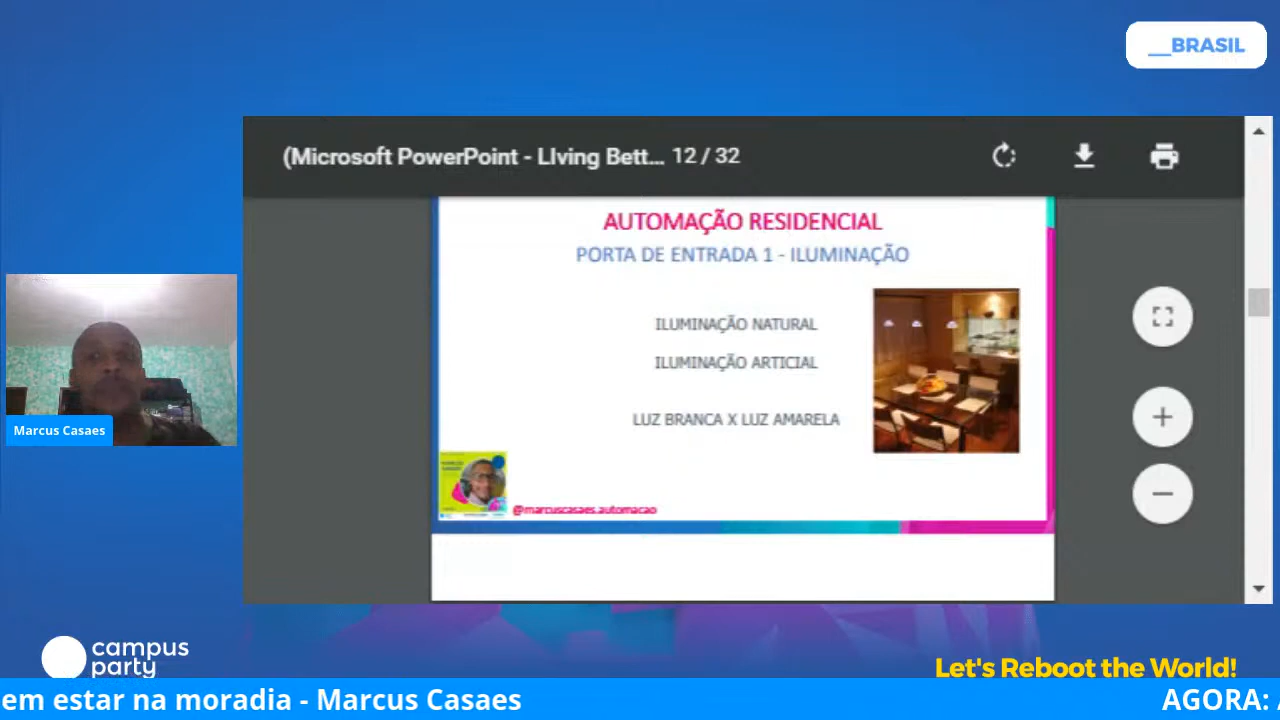 __BRASIL
(Microsoft PowerPoint - LIving Bett... 12 / 32
AUTOMAÇÃO RESIDENCIAL
PORTA DE ENTRADA 1 - ILUMINAÇÃO
ILUMINAÇÃO NATURAL
ILUMINAÇÃO ARTICIAL
LUZ BRANCA X LUZ AMARELA
@marcuscasaes.automacao
Marcus Casaes
campus
party
Let's Reboot the World!
em estar na moradia - Marcus Casaes
AGORA: